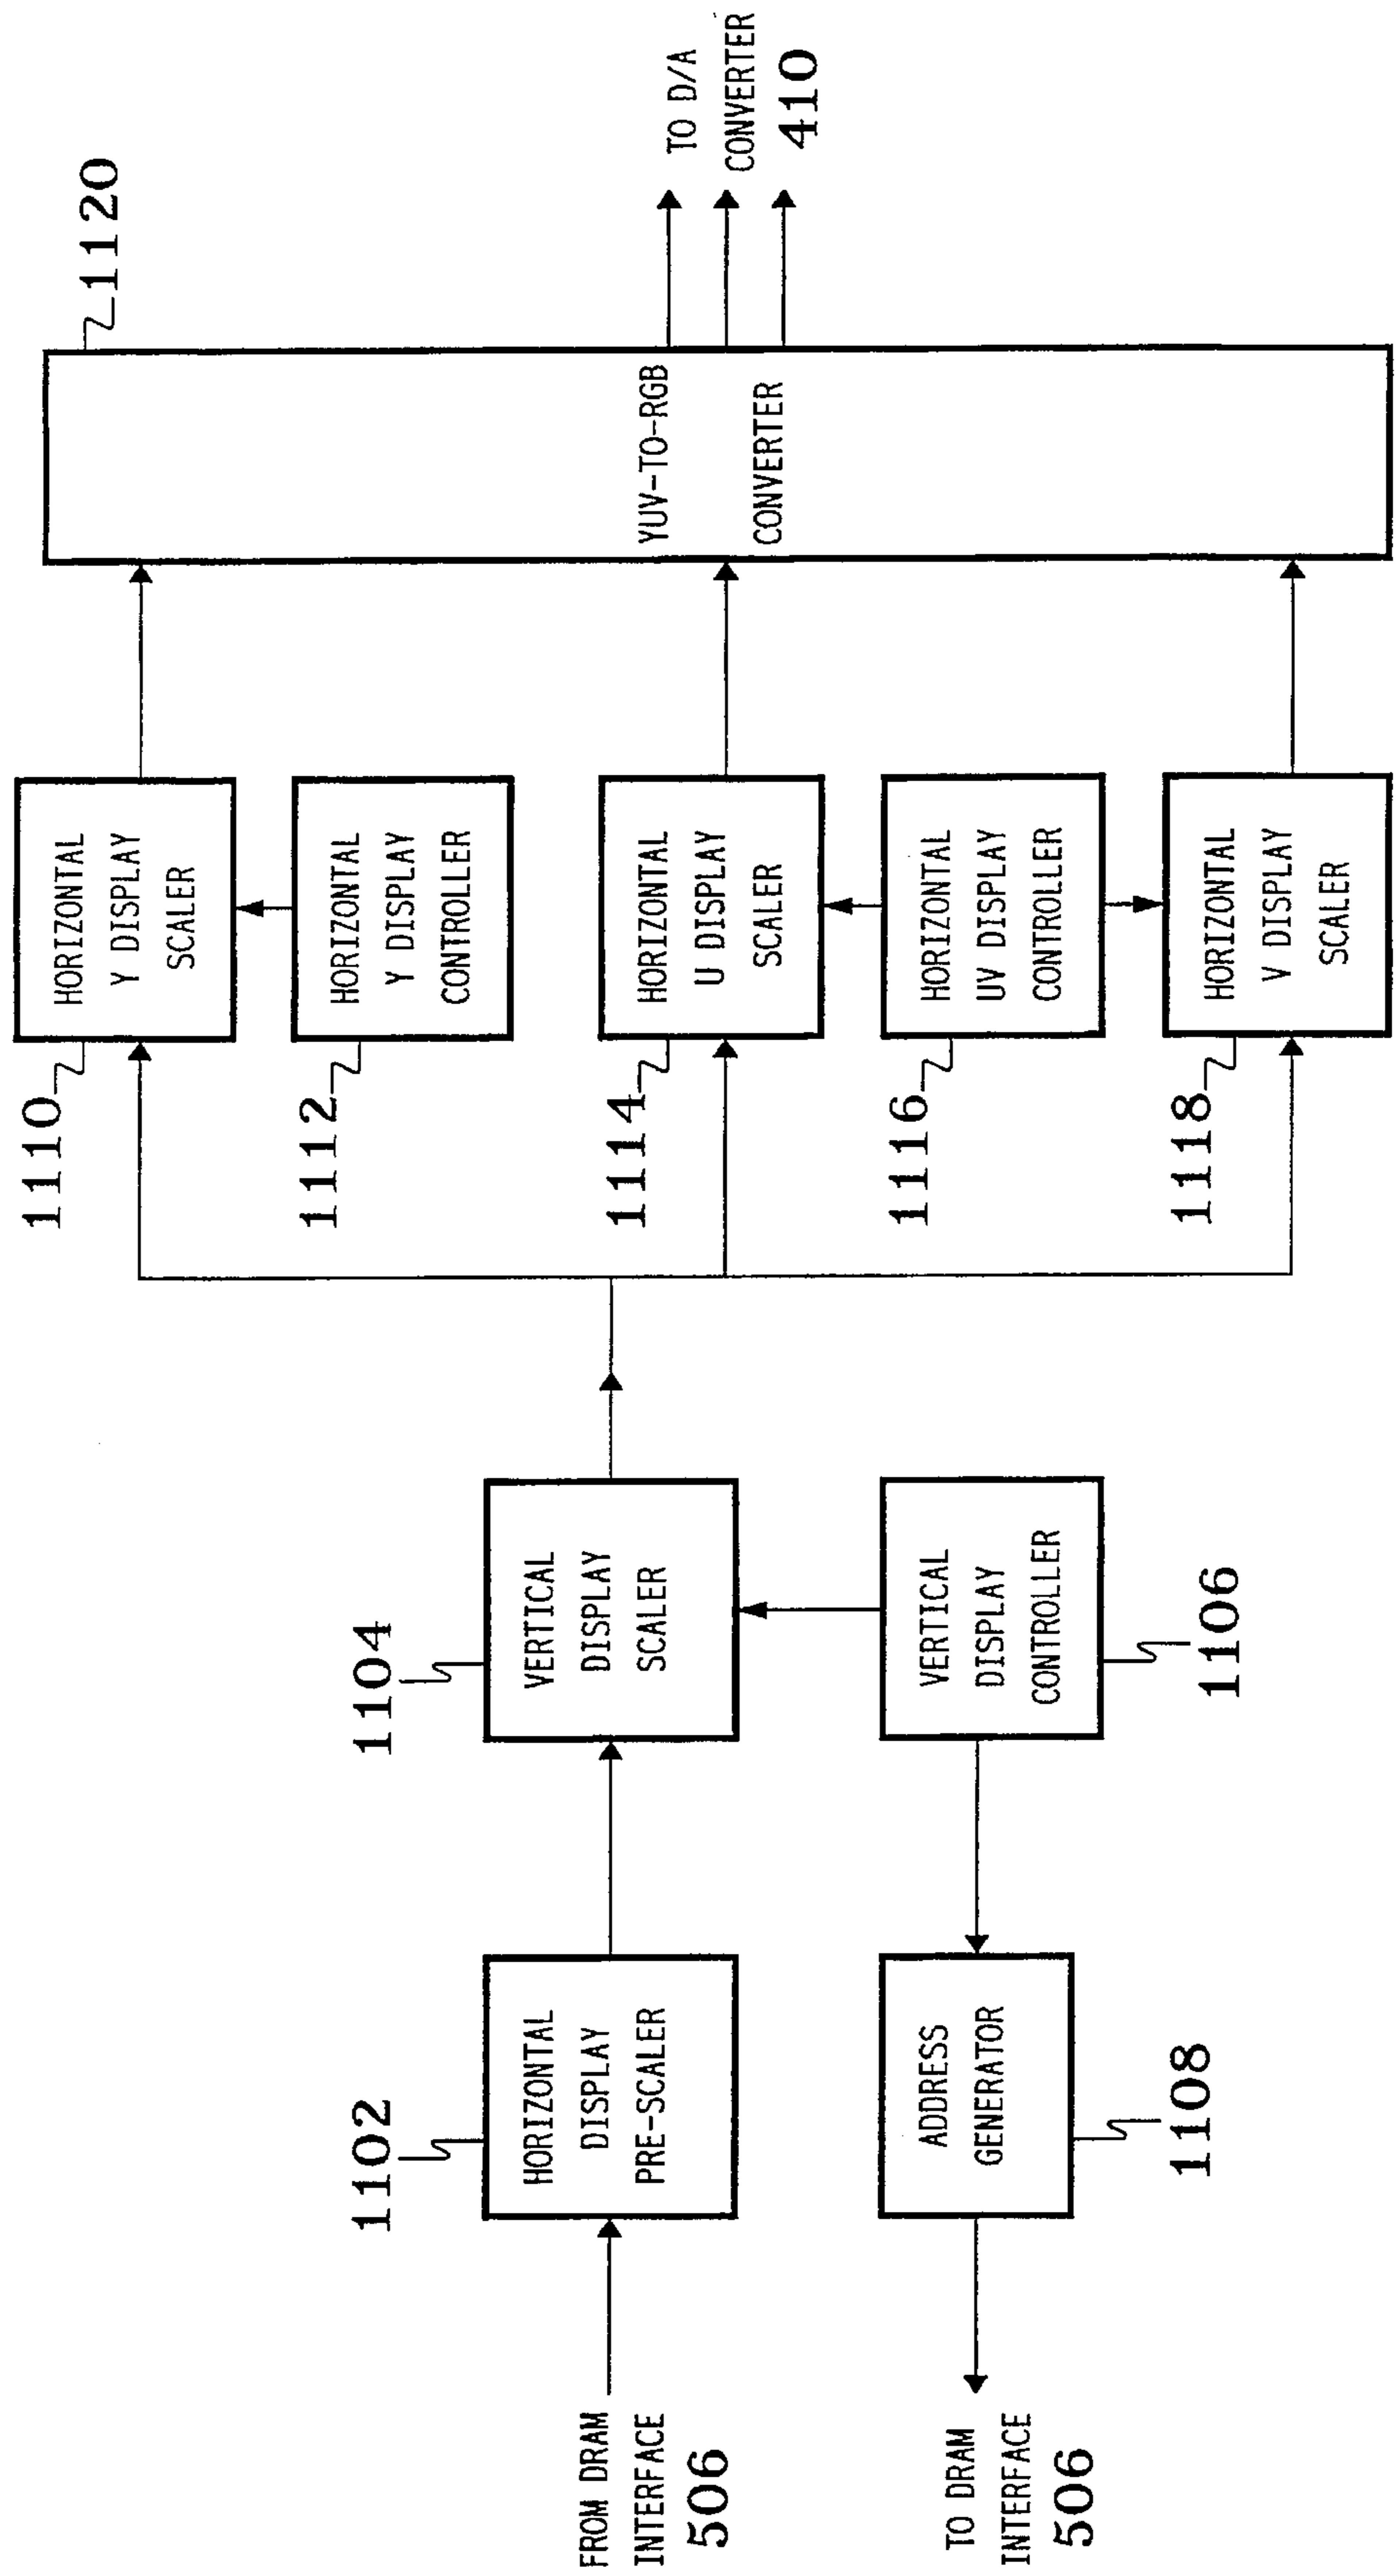 FROM DRAM
INTERFACE
506
1102
HORIZONTAL
DISPLAY
PRE-SCALER
1104
VERTICAL
DISPLAY
SCALER
TO DRAM
INTERFACE
506
ADDRESS
GENERATOR
1108
VERTICAL
DISPLAY
CONTROLLER
1106
1110
HORIZONTAL
Y DISPLAY
SCALER
1112
HORIZONTAL
Y DISPLAY
CONTROLLER
1114
HORIZONTAL
U DISPLAY
SCALER
1116
HORIZONTAL
UV DISPLAY
CONTROLLER
1118
HORIZONTAL
V DISPLAY
SCALER
1120
YUV-TO-RGB
CONVERTER
TO D/A
CONVERTER
410